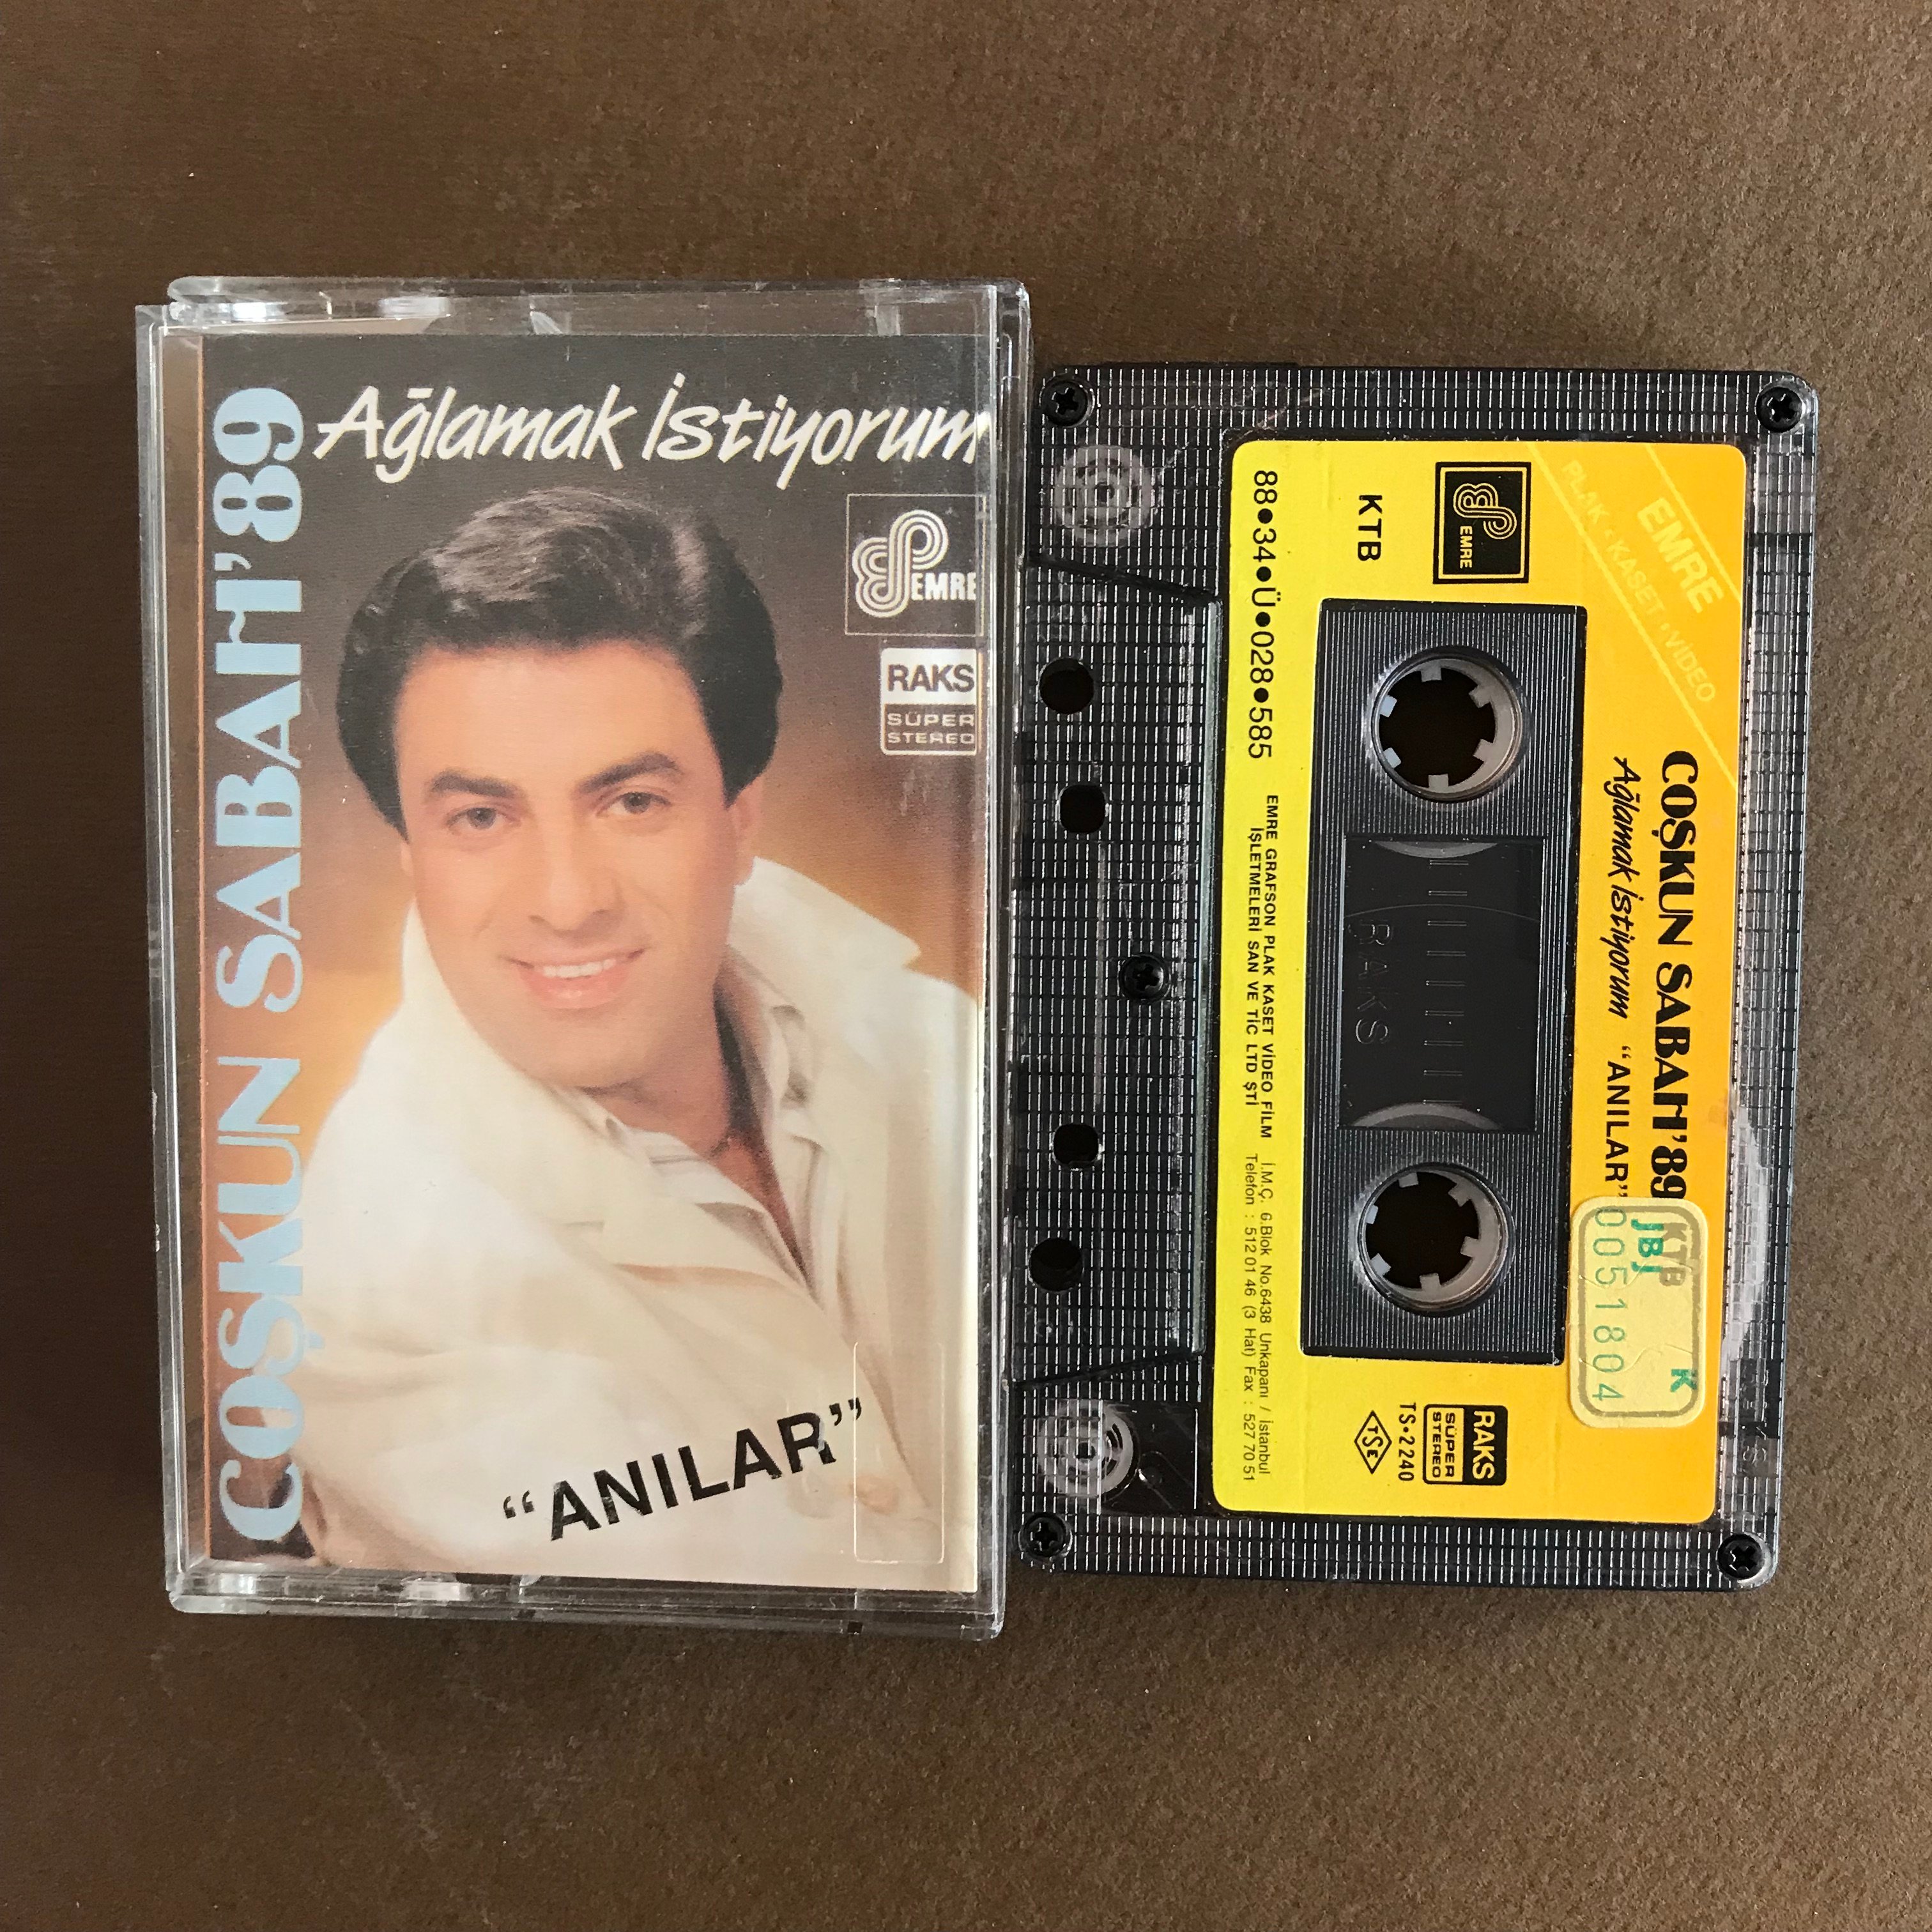 Ağlamak İstiyorum
COŞKUN SABAH'89
EMRE
RAKS
SÜPER
STEREO
"ANILAR"
EMRE
PLAK • KASET • VİDEO
COŞKUN SABAH'89
Ağlamak İstiyorum "ANILAR"
EMRE
KTB
88•34•Ü•028•585
RAKS
EMRE GRAFSON PLAK KASET VİDEO FİLM
İŞLETMELERİ SAN VE TİC LTD ŞTİ
İ.M.Ç. 6.Blok No.6438 Unkapanı / İstanbul
Telefon : 512 01 46 (3 Hat) Fax : 527 70 51
KTB
JBJ K
0051804
RAKS
SÜPER
STEREO
TS•2240
TSE